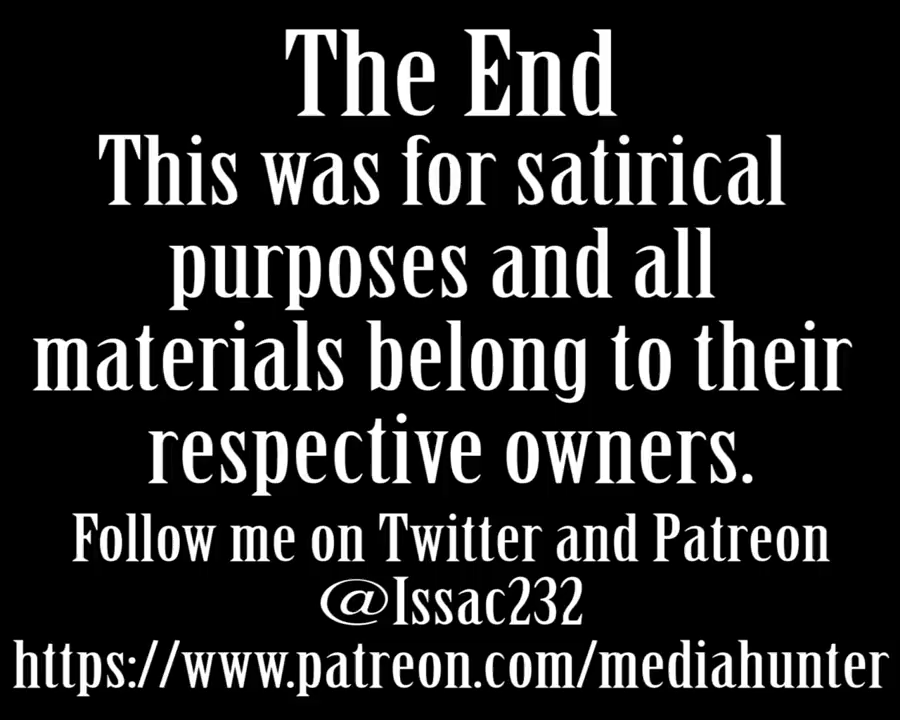 The End
This was for satirical
purposes and all
materials belong to their
respective owners.
Follow me on Twitter and Patreon
@Issac232
https://www.patreon.com/mediahunter